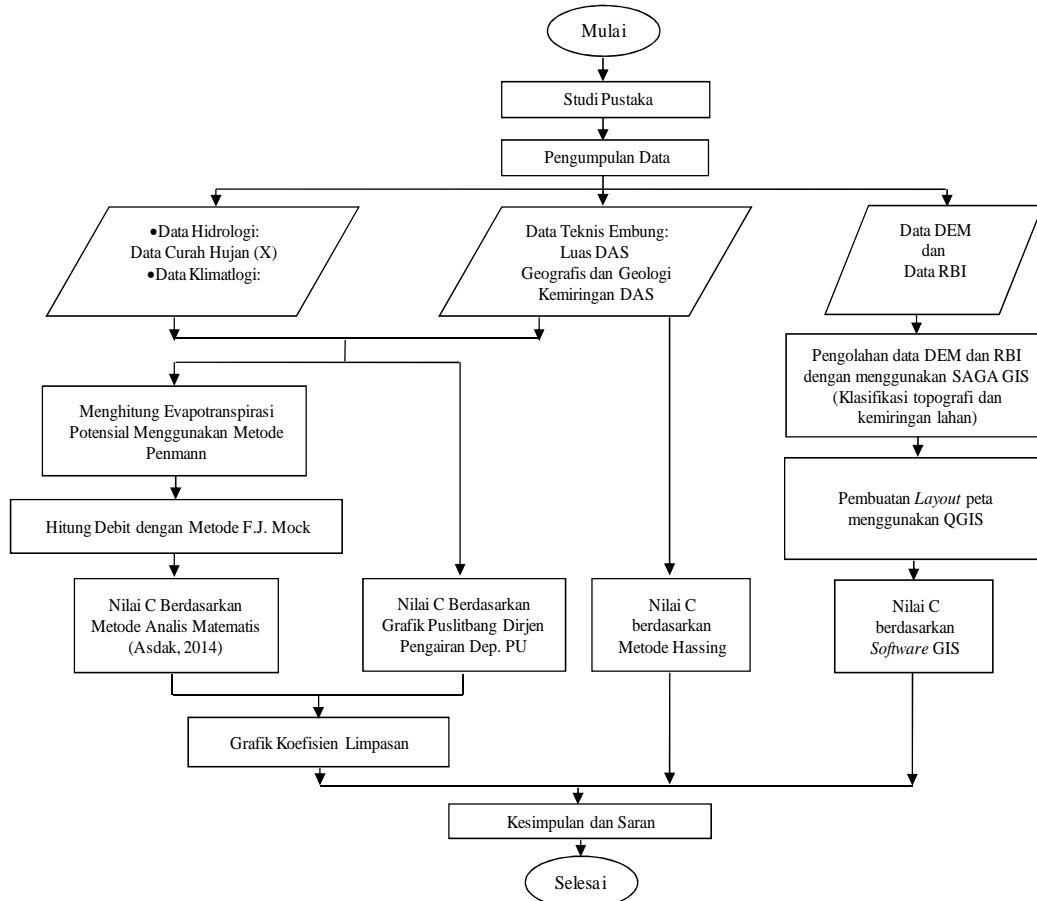 Mulai
Studi Pustaka
Pengumpulan Data
•Data Hidrologi:
Data Curah Hujan (X)
•Data Klimatlogi:
Data Teknis Embung:
Luas DAS
Geografis dan Geologi
Kemiringan DAS
Data DEM
dan
Data RBI
Menghitung Evapotranspirasi
Potensial Menggunakan Metode
Penmann
Pengolahan data DEM dan RBI
dengan menggunakan SAGA GIS
(Klasifikasi topografi dan
kemiringan lahan)
Hitung Debit dengan Metode F.J. Mock
Pembuatan Layout peta
menggunakan QGIS
Nilai C Berdasarkan
Metode Analis Matematis
(Asdak, 2014)
Nilai C Berdasarkan
Grafik Puslitbang Dirjen
Pengairan Dep. PU
Nilai C
berdasarkan
Metode Hassing
Nilai C
berdasarkan
Software GIS
Grafik Koefisien Limpasan
Kesimpulan dan Saran
Selesai